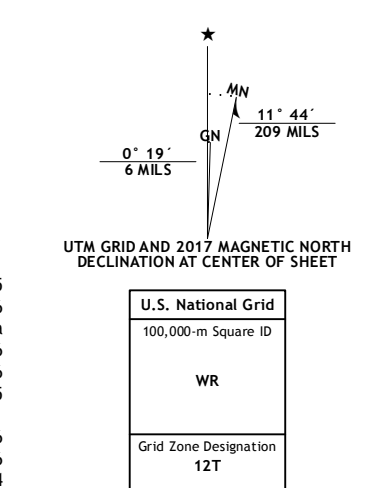 ★
MN
GN
11° 44´
209 MILS
0° 19´
6 MILS
UTM GRID AND 2017 MAGNETIC NORTH
DECLINATION AT CENTER OF SHEET
U.S. National Grid
100,000-m Square ID
WR
Grid Zone Designation
12T